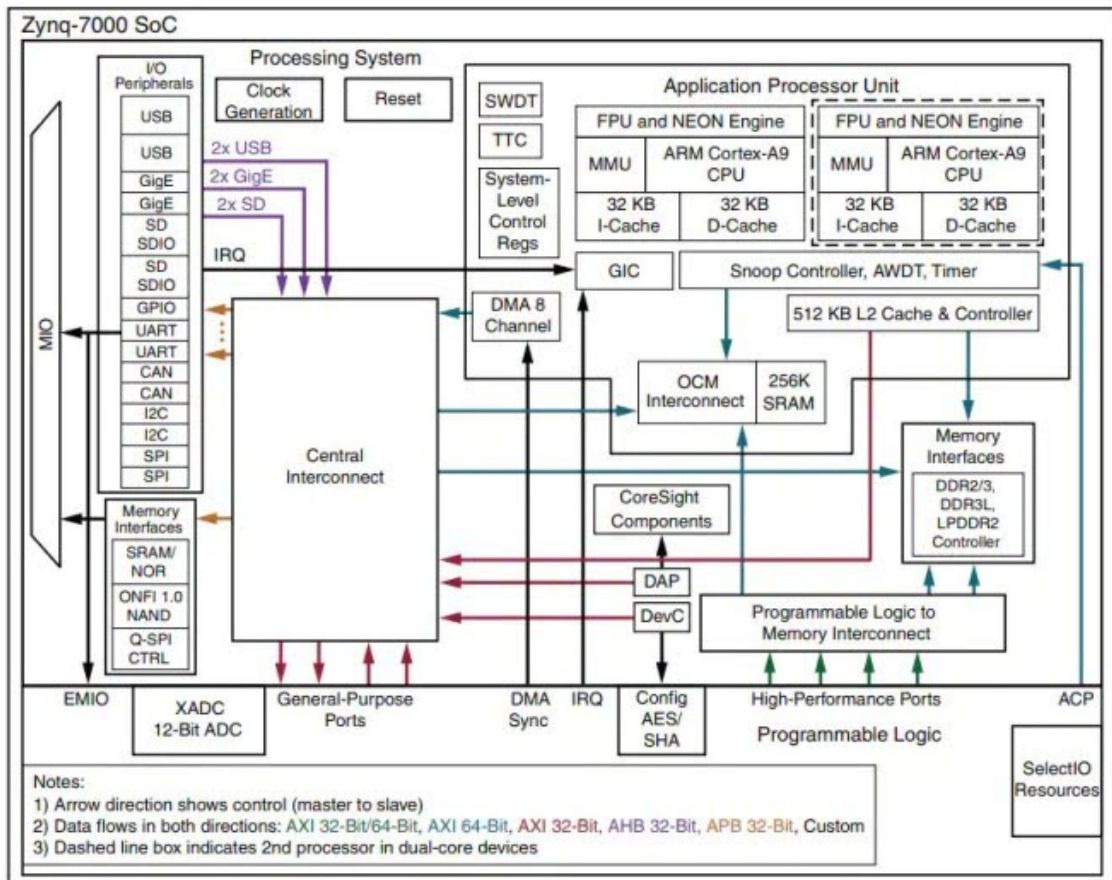 Zynq-7000 SoC
I/O
Peripherals
USB
USB
GigE
GigE
SD
SDIO
SD
SDIO
GPIO
UART
UART
CAN
CAN
I2C
I2C
SPI
SPI
MIO
Processing System
Clock
Generation
Reset
2x USB
2x GigE
2x SD
IRQ
Application Processor Unit
SWDT
TTC
System-
Level
Control
Regs
FPU and NEON Engine
MMU
ARM Cortex-A9
CPU
32 KB
I-Cache
32 KB
D-Cache
FPU and NEON Engine
MMU
ARM Cortex-A9
CPU
32 KB
I-Cache
32 KB
D-Cache
GIC
Snoop Controller, AWDT, Timer
DMA 8
Channel
512 KB L2 Cache & Controller
OCM
Interconnect
256K
SRAM
Central
Interconnect
Memory
Interfaces
DDR2/3,
DDR3L,
LPDDR2
Controller
CoreSight
Components
DAP
DevC
Programmable Logic to
Memory Interconnect
Memory
Interfaces
SRAM/
NOR
ONFI 1.0
NAND
Q-SPI
CTRL
EMIO
XADC
12-Bit ADC
General-Purpose
Ports
DMA
Sync
IRQ
Config
AES/
SHA
High-Performance Ports
ACP
Programmable Logic
SelectIO
Resources
Notes:
1) Arrow direction shows control (master to slave)
2) Data flows in both directions: AXI 32-Bit/64-Bit, AXI 64-Bit, AXI 32-Bit, AHB 32-Bit, APB 32-Bit, Custom
3) Dashed line box indicates 2nd processor in dual-core devices